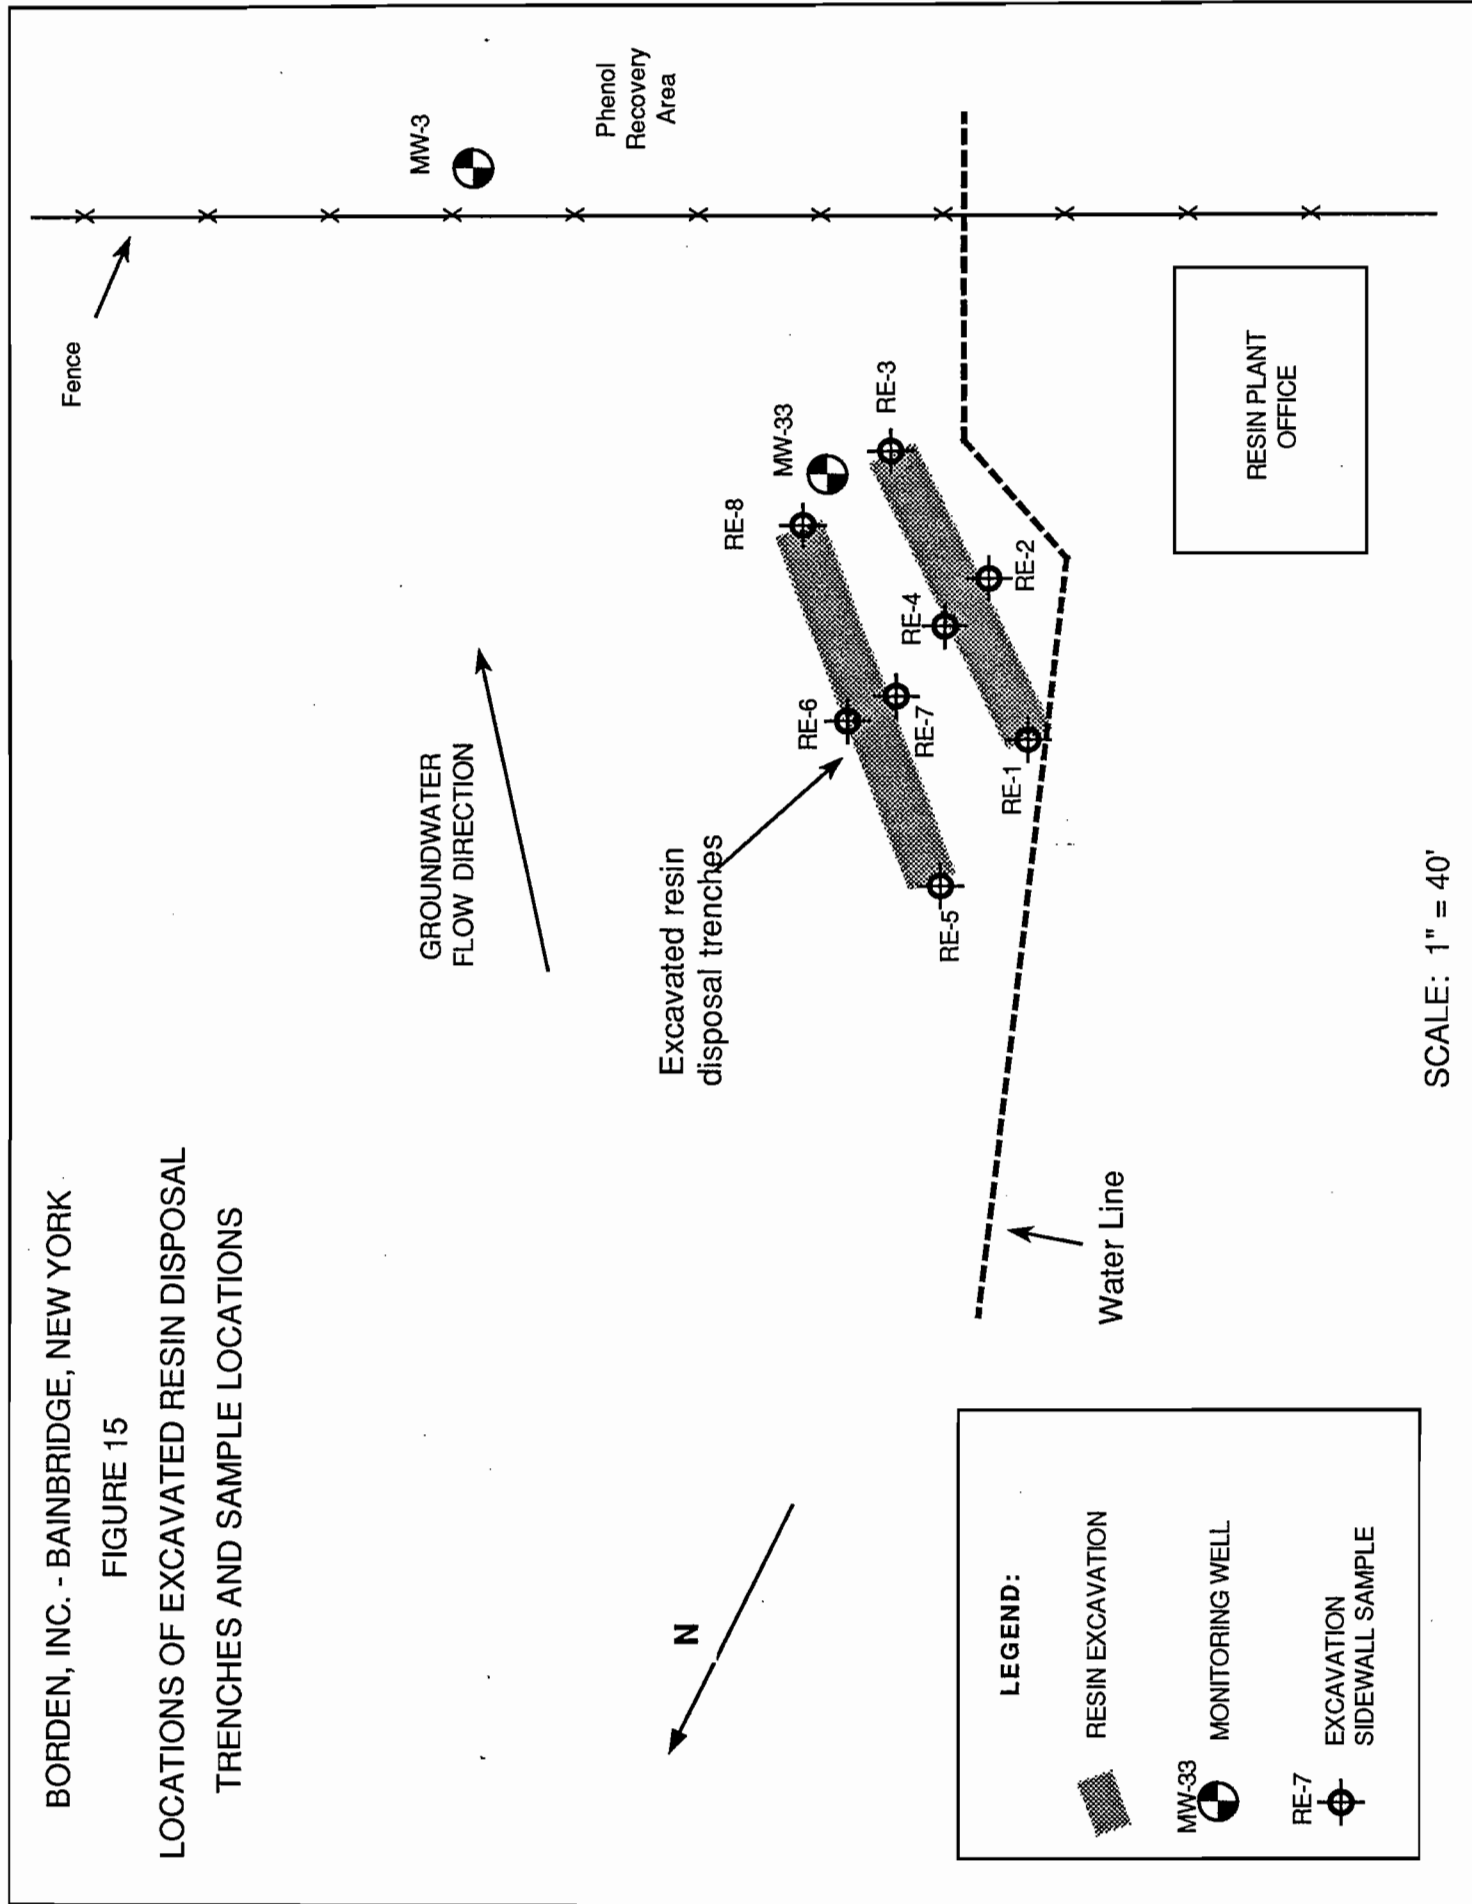 BORDEN, INC. - BAINBRIDGE, NEW YORK
FIGURE 15
LOCATIONS OF EXCAVATED RESIN DISPOSAL
TRENCHES AND SAMPLE LOCATIONS
Fence
MW-3
Phenol
Recovery
Area
GROUNDWATER
FLOW DIRECTION
Excavated resin
disposal trenches
RE-8
MW-33
RE-3
RE-6
RE-4
RE-7
RE-2
RE-5
RE-1
RESIN PLANT
OFFICE
N
Water Line
LEGEND:
RESIN EXCAVATION
MW-33
MONITORING WELL
RE-7
EXCAVATION
SIDEWALL SAMPLE
SCALE: 1" = 40'